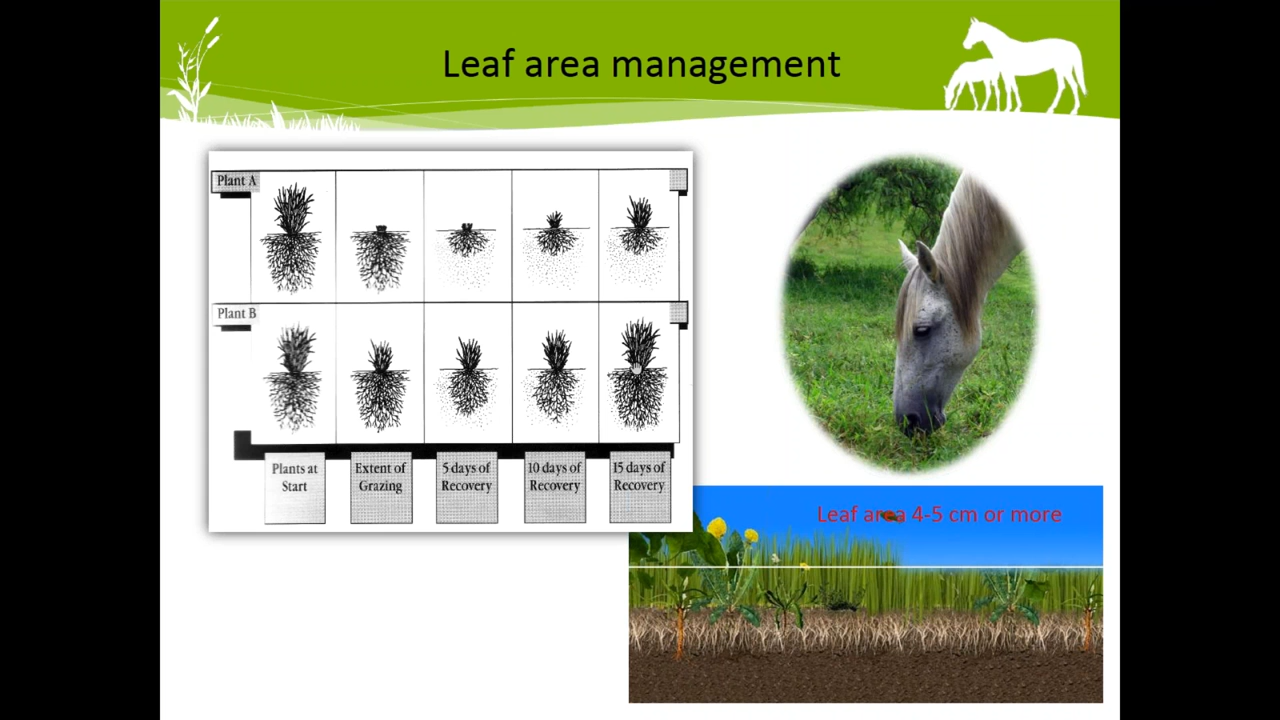 Leaf area management
Plant A
Plant B
Plants at
Start
Extent of
Grazing
5 days of
Recovery
10 days of
Recovery
15 days of
Recovery
Leaf area 4-5 cm or more